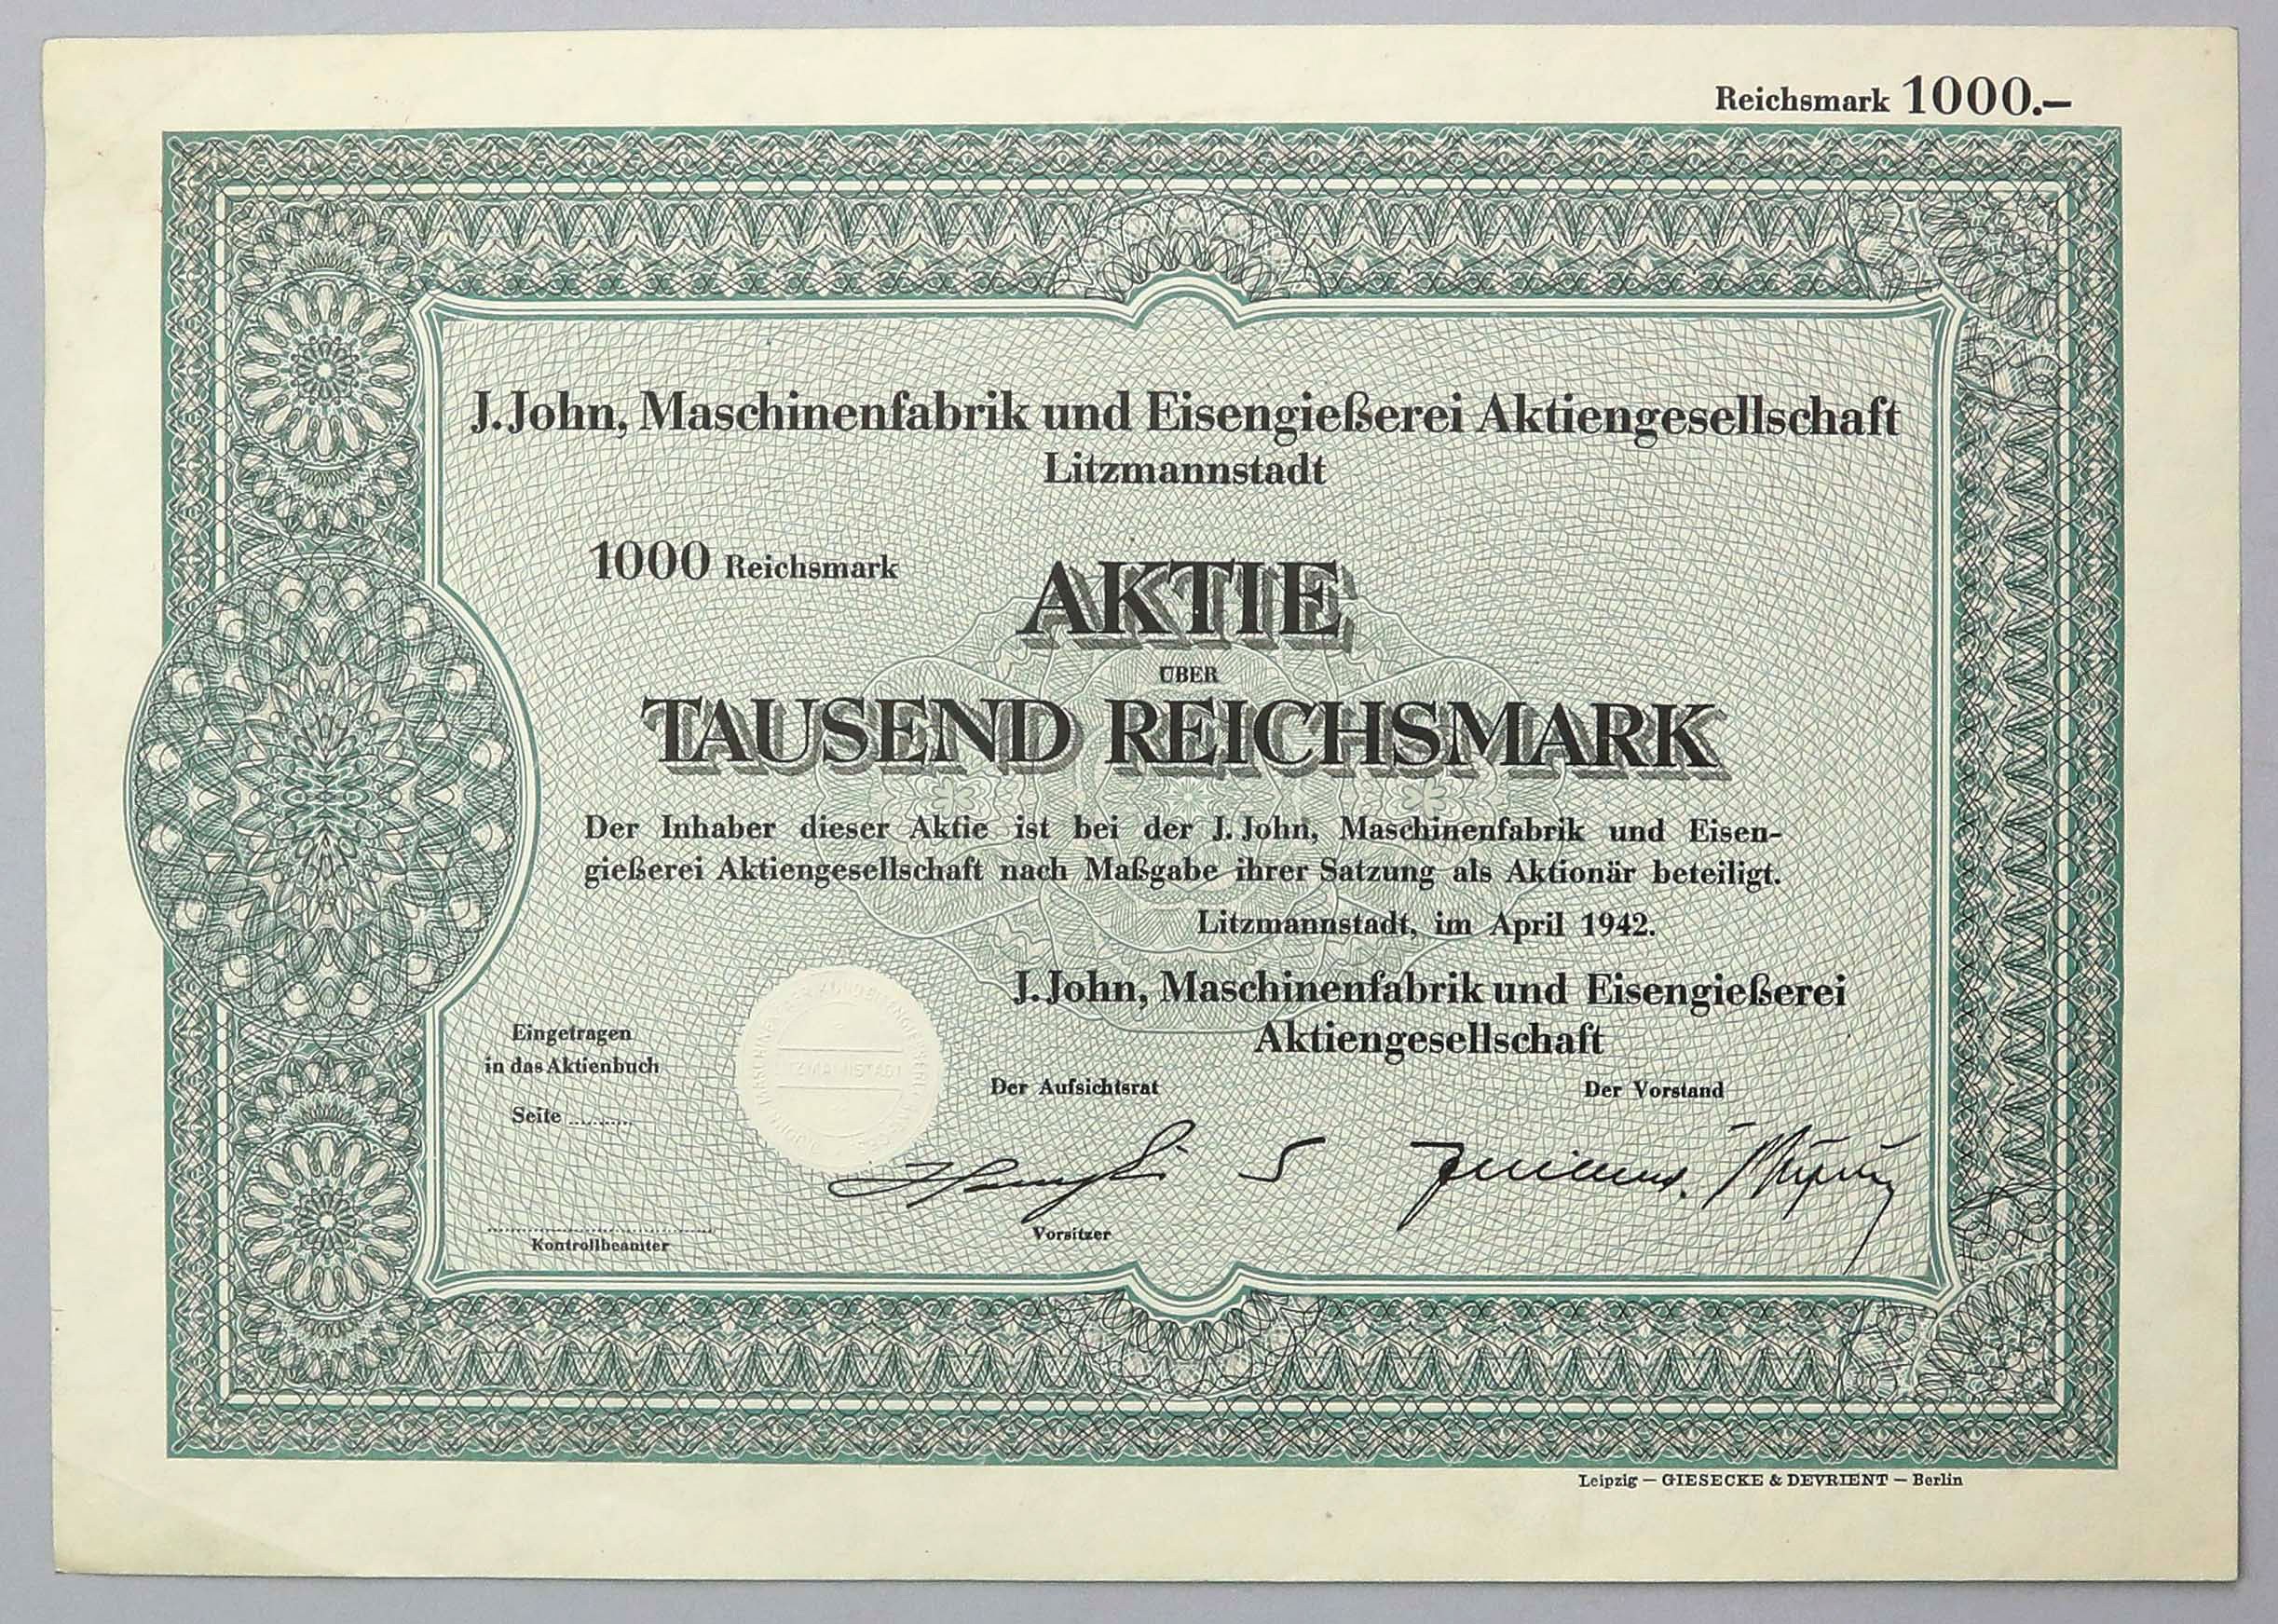 Reichsmark 1000.–
J. John, Maschinenfabrik und Eisengießerei Aktiengesellschaft
Litzmannstadt
1000 Reichsmark
AKTIE
ÜBER
TAUSEND REICHSMARK
Der Inhaber dieser Aktie ist bei der J. John, Maschinenfabrik und Eisen-
gießerei Aktiengesellschaft nach Maßgabe ihrer Satzung als Aktionär beteiligt.
Litzmannstadt, im April 1942.
J. John, Maschinenfabrik und Eisengießerei
Aktiengesellschaft
Eingetragen
in das Aktienbuch
Seite ..........
Der Aufsichtsrat
Der Vorstand
LITZMANNSTADT
Vorsitzer
Kontrollbeamter
Leipzig — GIESECKE & DEVRIENT — Berlin